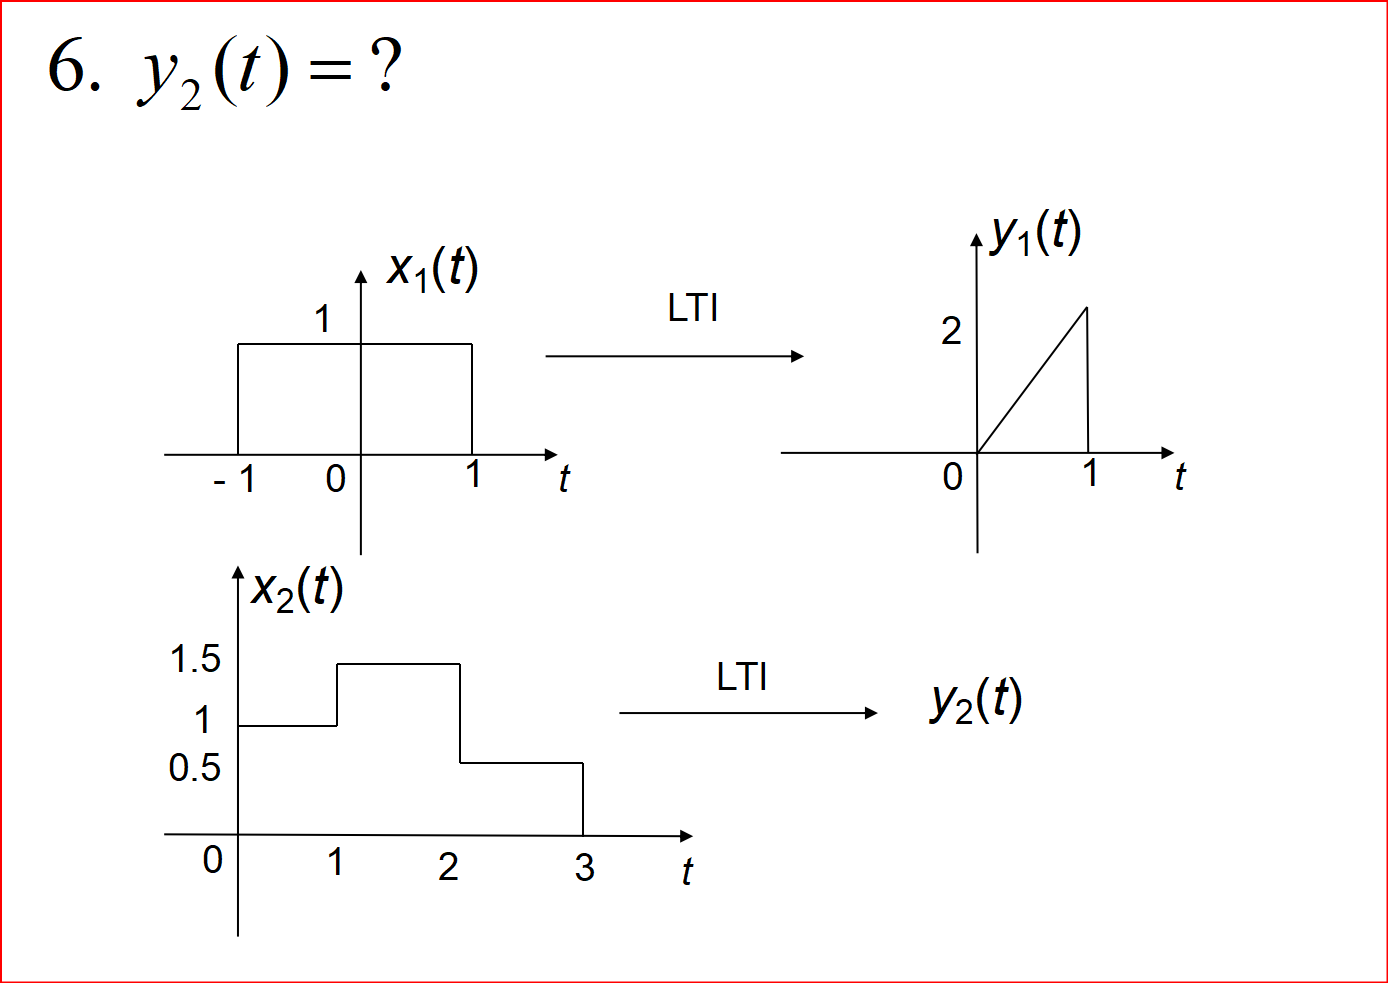 6. y₂(t) = ?
x₁(t)
1
LTI
y₁(t)
2
- 1 0 1 t
0 1 t
x₂(t)
1.5
1
0.5
LTI
y₂(t)
0 1 2 3 t